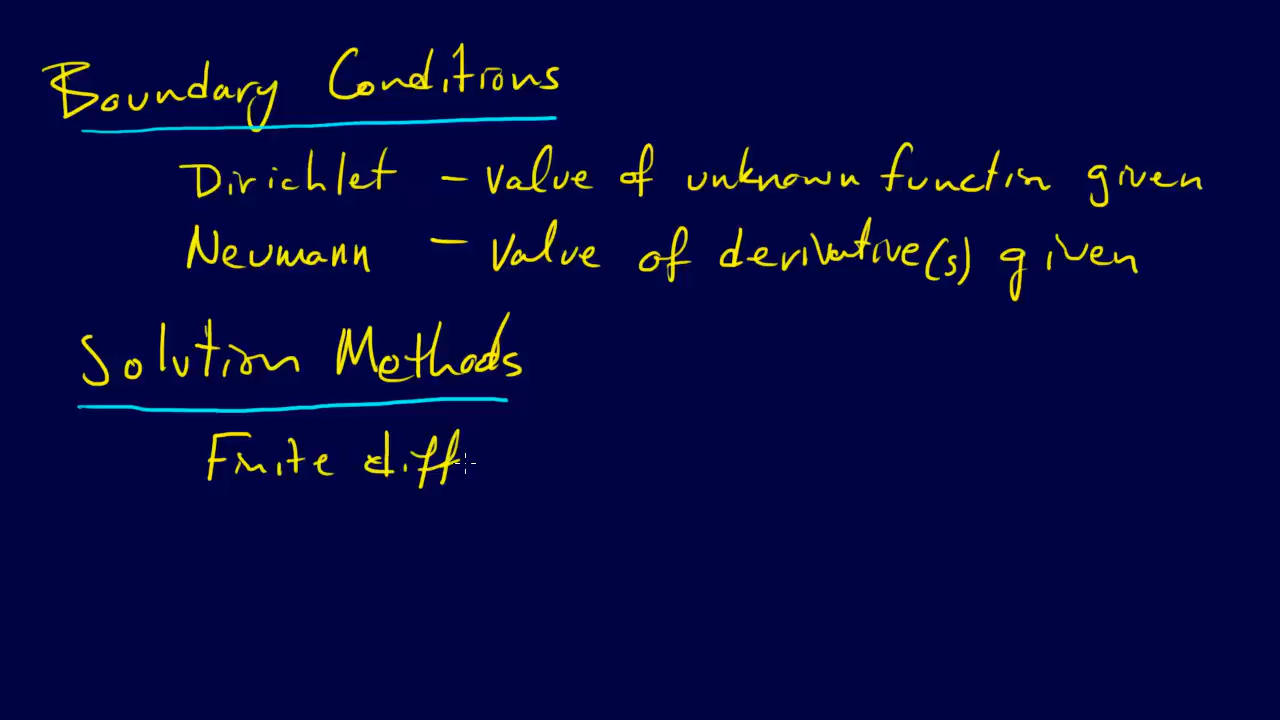 Boundary Conditions
Dirichlet - value of unknown function given
Neumann - value of derivative(s) given
Solution Methods
Finite diff